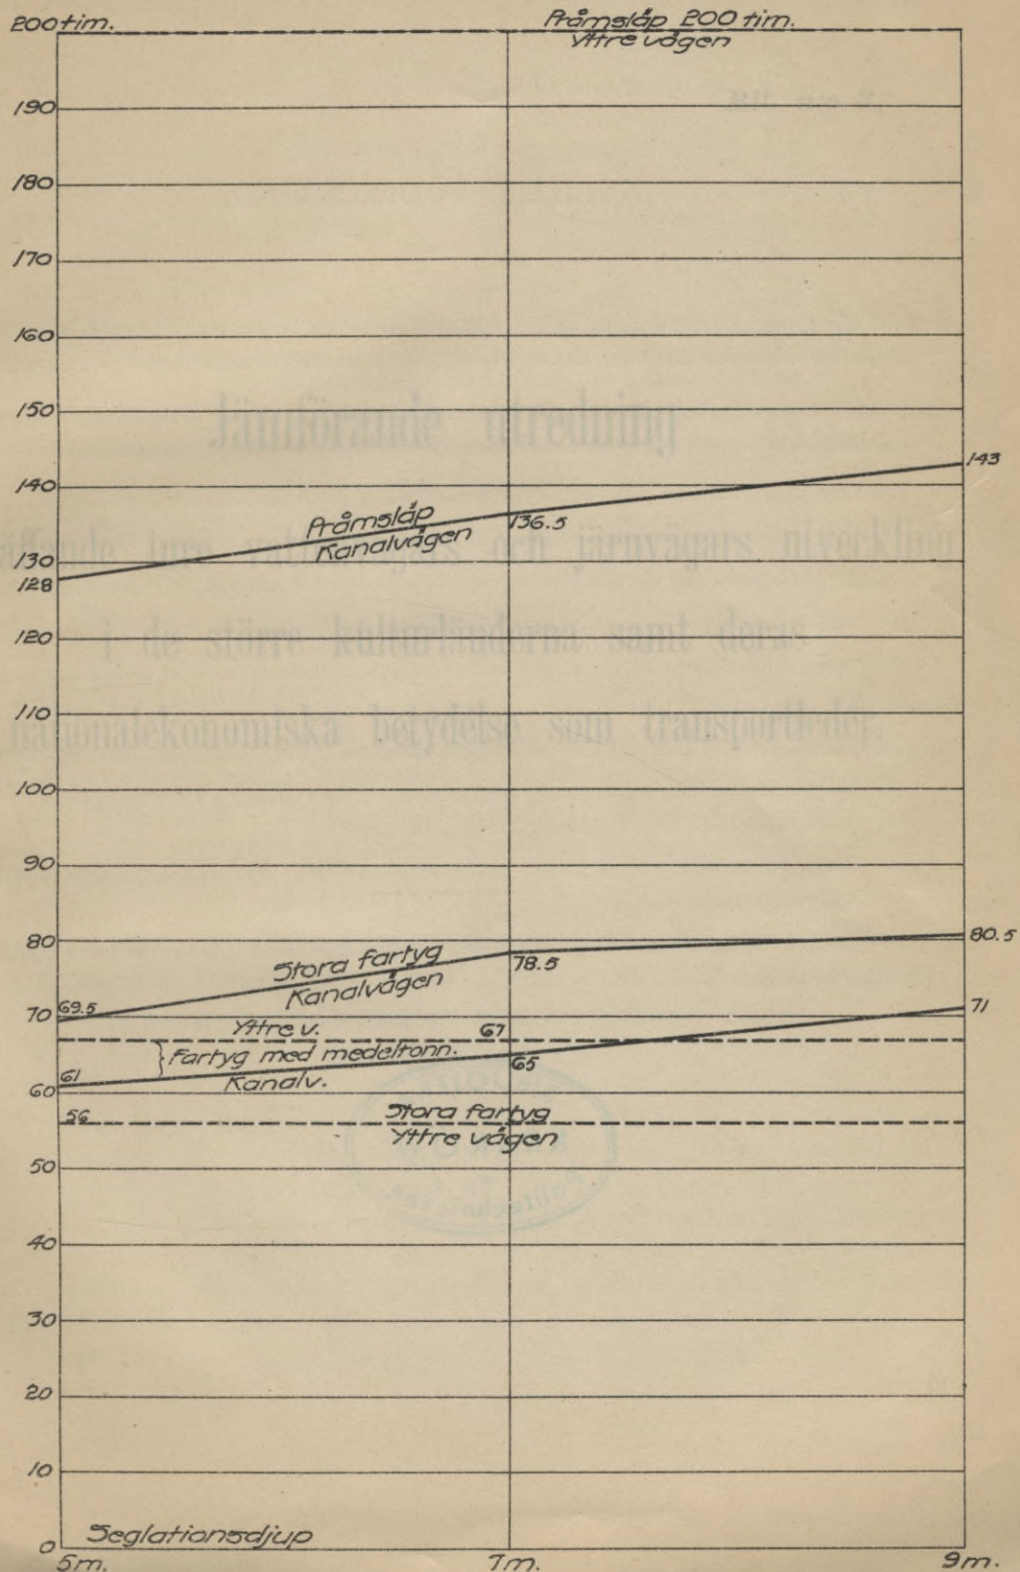 200 tim.
Pråmsläp 200 tim.
Yttre vägen
190
180
170
160
150
140
143
Pråmsläp
Kanalvägen
136.5
130
128
120
110
100
90
80
80.5
Stora fartyg
Kanalvägen
78.5
70
69.5
71
Yttre v.
67
Fartyg med medeltonn.
65
Kanalv.
61
60
56
Stora fartyg
Yttre vägen
50
40
30
20
10
0
Seglationsdjup
5m.
7m.
9m.
Jämförande utredning
i de större kulturländerna samt deras
nationalekonomiska betydelse som transportleder.